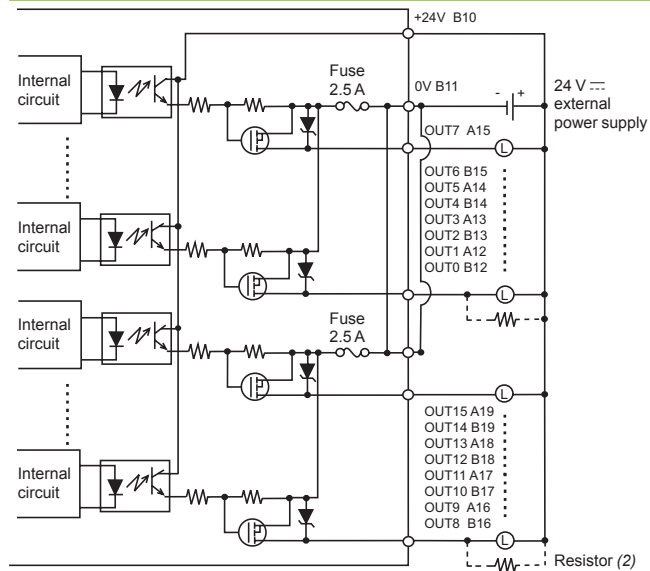 +24V B10
Internal
circuit
Fuse
2.5 A
0V B11
- +
24 V
external
power supply
OUT7 A15
L
OUT6 B15
OUT5 A14
OUT4 B14
OUT3 A13
OUT2 B13
OUT1 A12
OUT0 B12
Internal
circuit
L
Internal
circuit
Fuse
2.5 A
L
OUT15 A19
OUT14 B19
OUT13 A18
OUT12 B18
OUT11 A17
OUT10 B17
OUT9 A16
OUT8 B16
Internal
circuit
L
Resistor (2)